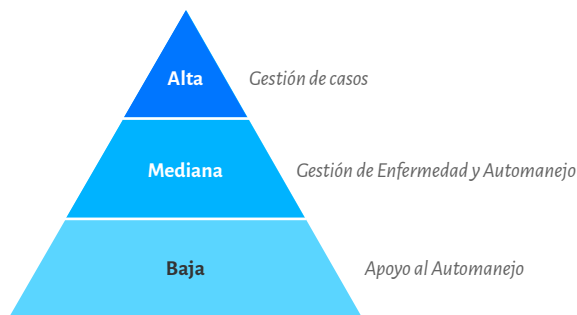 Alta
Gestión de casos
Mediana
Gestión de Enfermedad y Automanejo
Baja
Apoyo al Automanejo